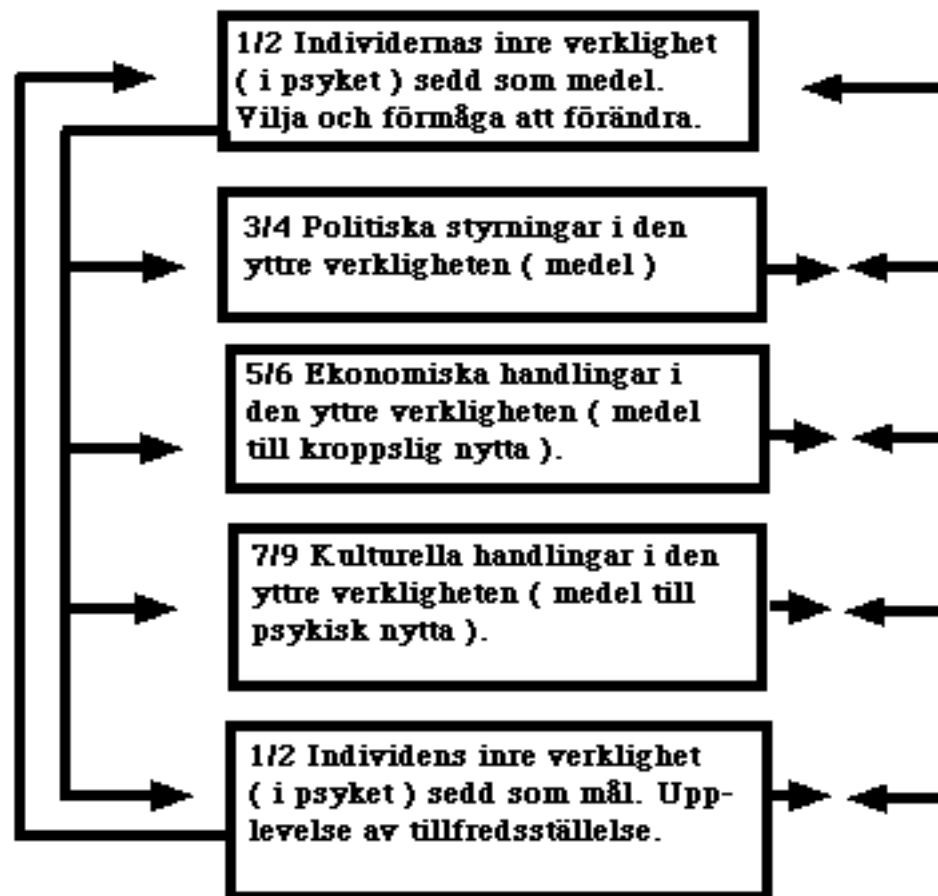 1/2 Individernas inre verklighet
( i psyket ) sedd som medel.
Vilja och förmåga att förändra.
3/4 Politiska styrningar i den
yttre verkligheten ( medel )
5/6 Ekonomiska handlingar i
den yttre verkligheten ( medel
till kroppslig nytta ).
7/9 Kulturella handlingar i den
yttre verkligheten ( medel till
psykisk nytta ).
1/2 Individens inre verklighet
( i psyket ) sedd som mål. Upp-
levelse av tillfredsställelse.